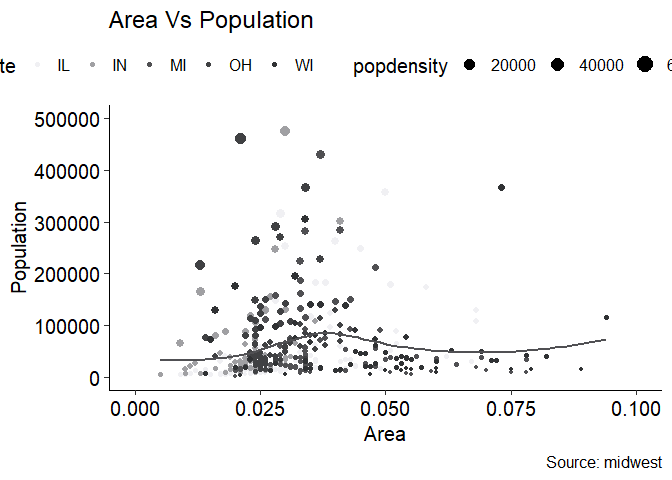 Area Vs Population
te IL IN MI OH WI popdensity 20000 40000 6
500000
400000
300000
200000
100000
0
Population
0.000 0.025 0.050 0.075 0.100
Area
Source: midwest